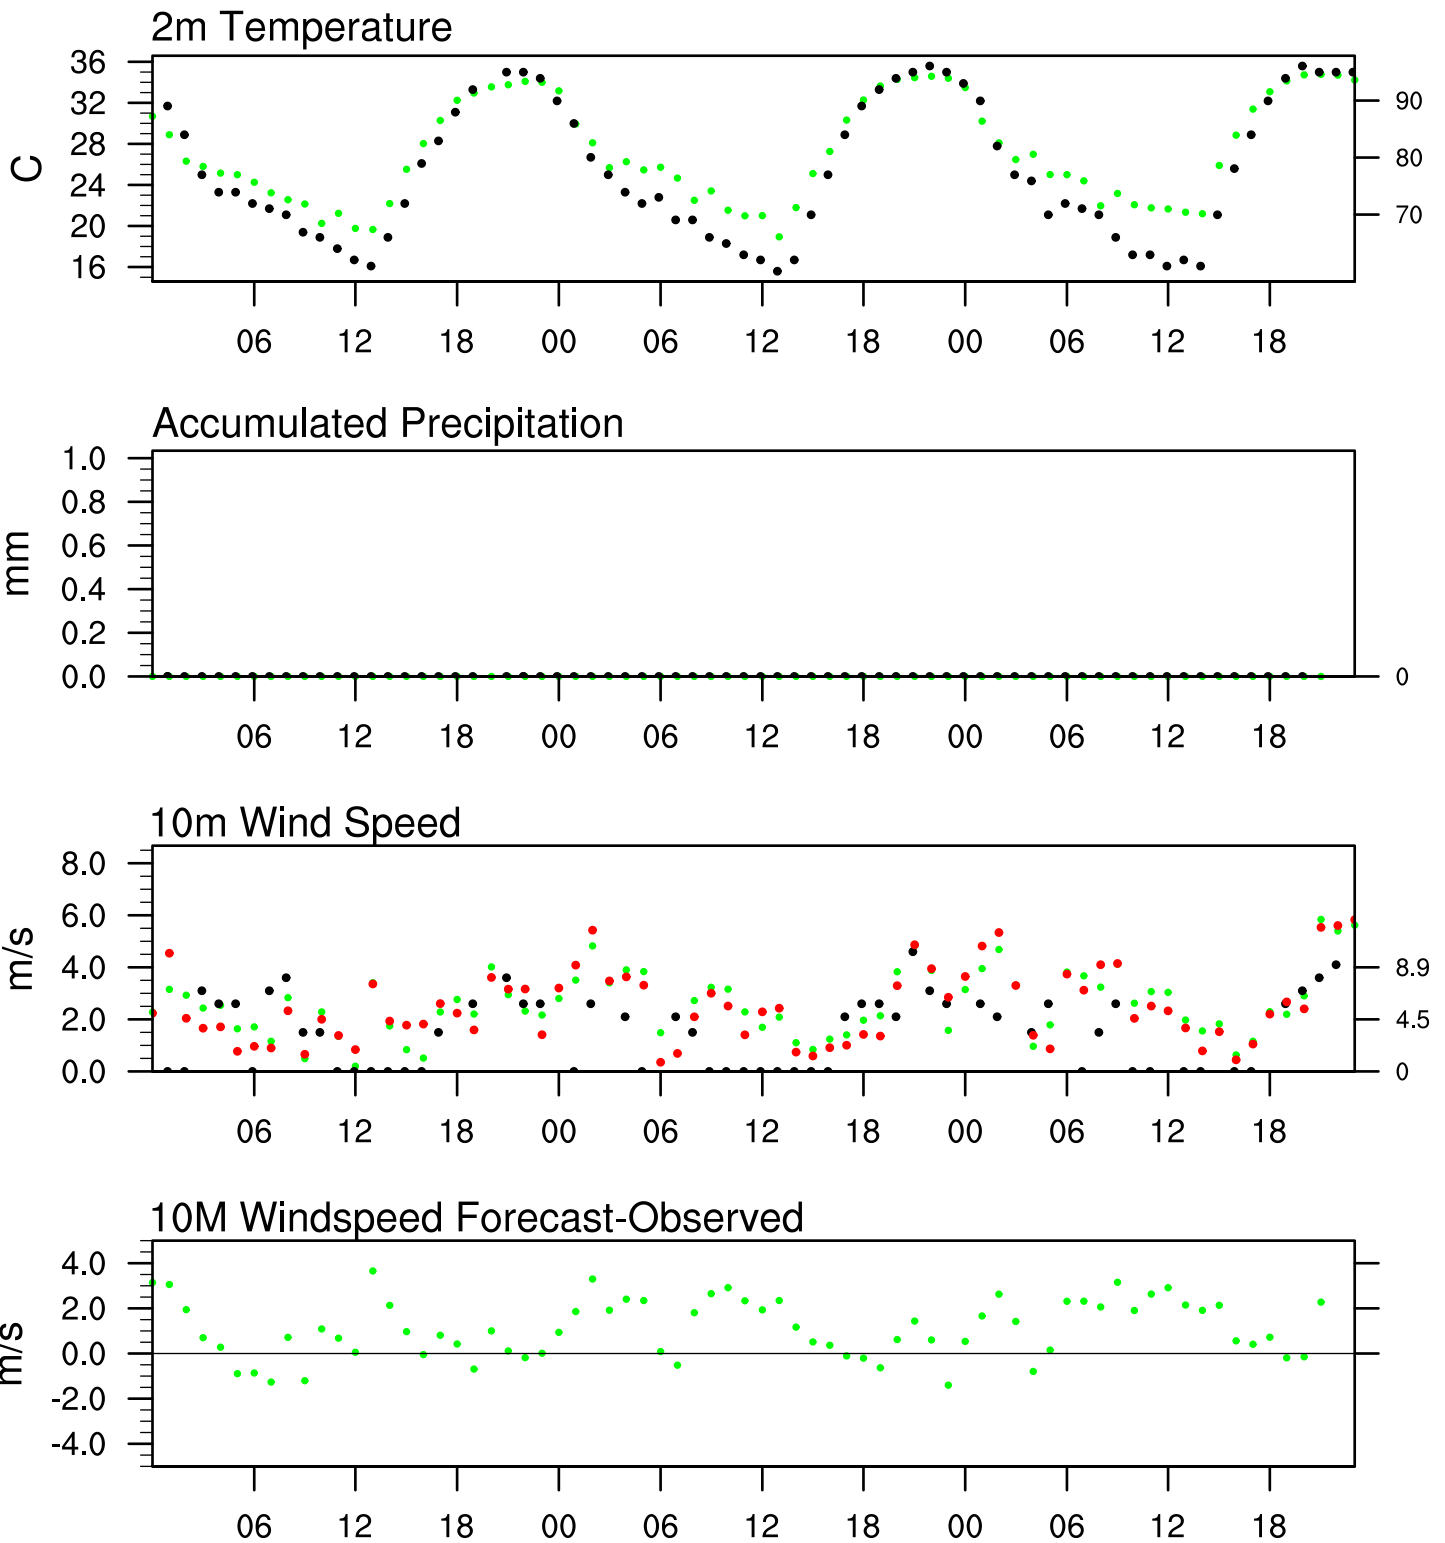 2m Temperature
36
32
90
28
80
24
C
20
70
16
06 12 18 00 06 12 18 00 06 12 18
Accumulated Precipitation
1.0
0.8
0.6
mm
0.4
0.2
0.0
0
06 12 18 00 06 12 18 00 06 12 18
10m Wind Speed
8.0
6.0
m/s
4.0
8.9
2.0
4.5
0.0
0
06 12 18 00 06 12 18 00 06 12 18
10M Windspeed Forecast-Observed
4.0
2.0
m/s
0.0
-2.0
-4.0
06 12 18 00 06 12 18 00 06 12 18